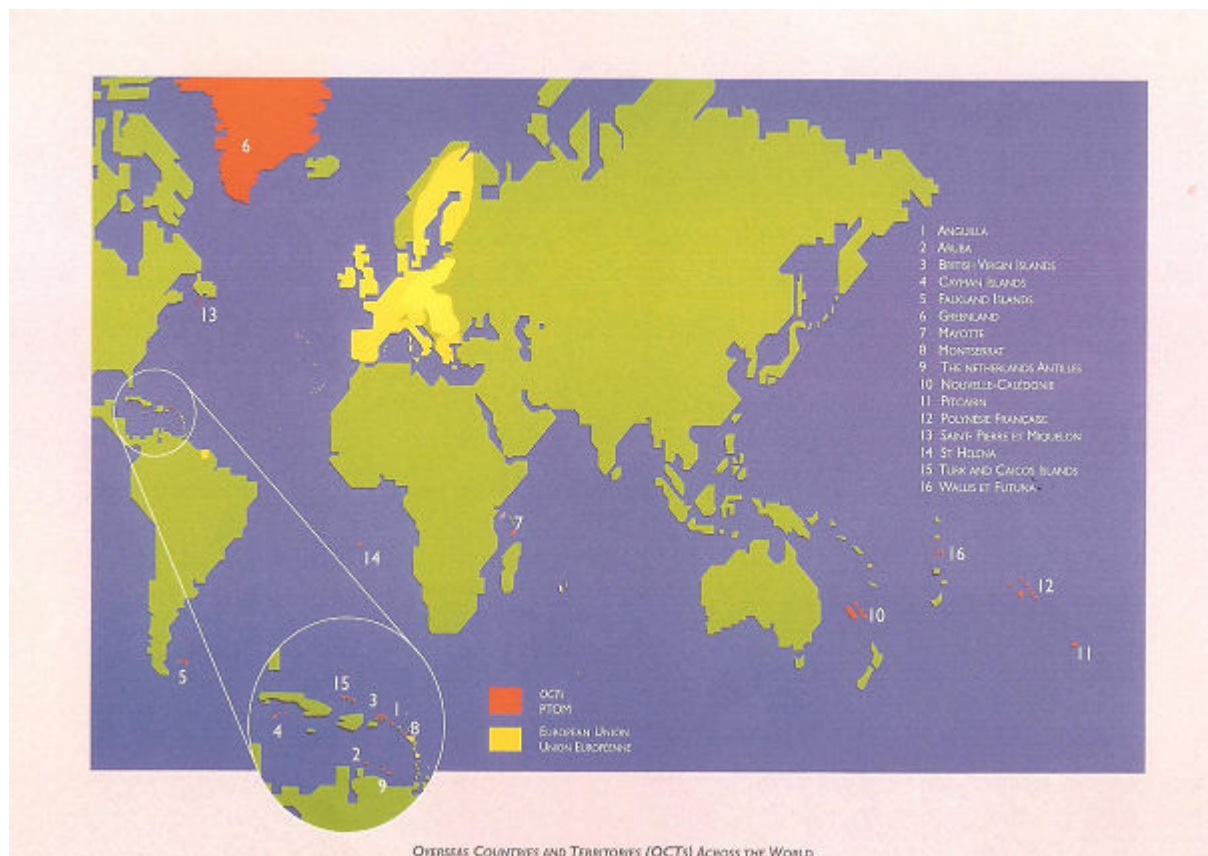 6
13
1 ANGUILLA
2 ARUBA
3 BRITISH VIRGIN ISLANDS
4 CAYMAN ISLANDS
5 FALKLAND ISLANDS
6 GREENLAND
7 MAYOTTE
8 MONTSERRAT
9 THE NETHERLANDS ANTILLES
10 NOUVELLE-CALÉDONIE
11 PITCAIRN
12 POLYNÉSIE FRANÇAISE
13 SAINT-PIERRE ET MIQUELON
14 ST HELENA
15 TURK AND CAICOS ISLANDS
16 WALLIS ET FUTUNA
7
14
16
12
10
11
5
15
3
1
4
8
2
9
OCTs
PTOM
EUROPEAN UNION
UNION EUROPÉENNE
OVERSEAS COUNTRIES AND TERRITORIES (OCTs) ACROSS THE WORLD